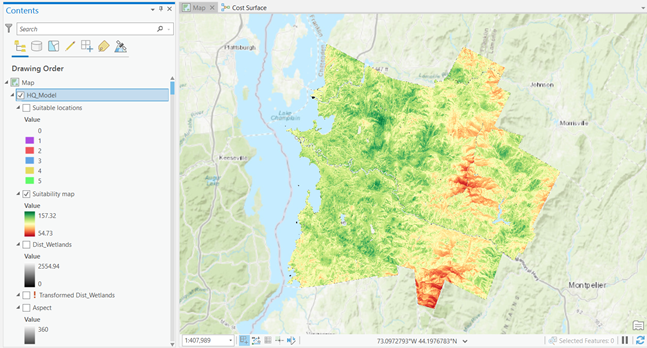 Contents
Search
Drawing Order
Map
HQ_Model
Suitable locations
Value
0
1
2
3
4
5
Suitability map
Value
157.32
54.73
Dist_Wetlands
Value
2554.94
0
! Transformed Dist_Wetlands
Aspect
Value
360
Map
Cost Surface
Plattsburgh
Lake
Champlain
Keeseville
Johnson
Morrisville
Montpelier
1:407,989
73.0972793°W 44.1976783°N
Selected Features: 0